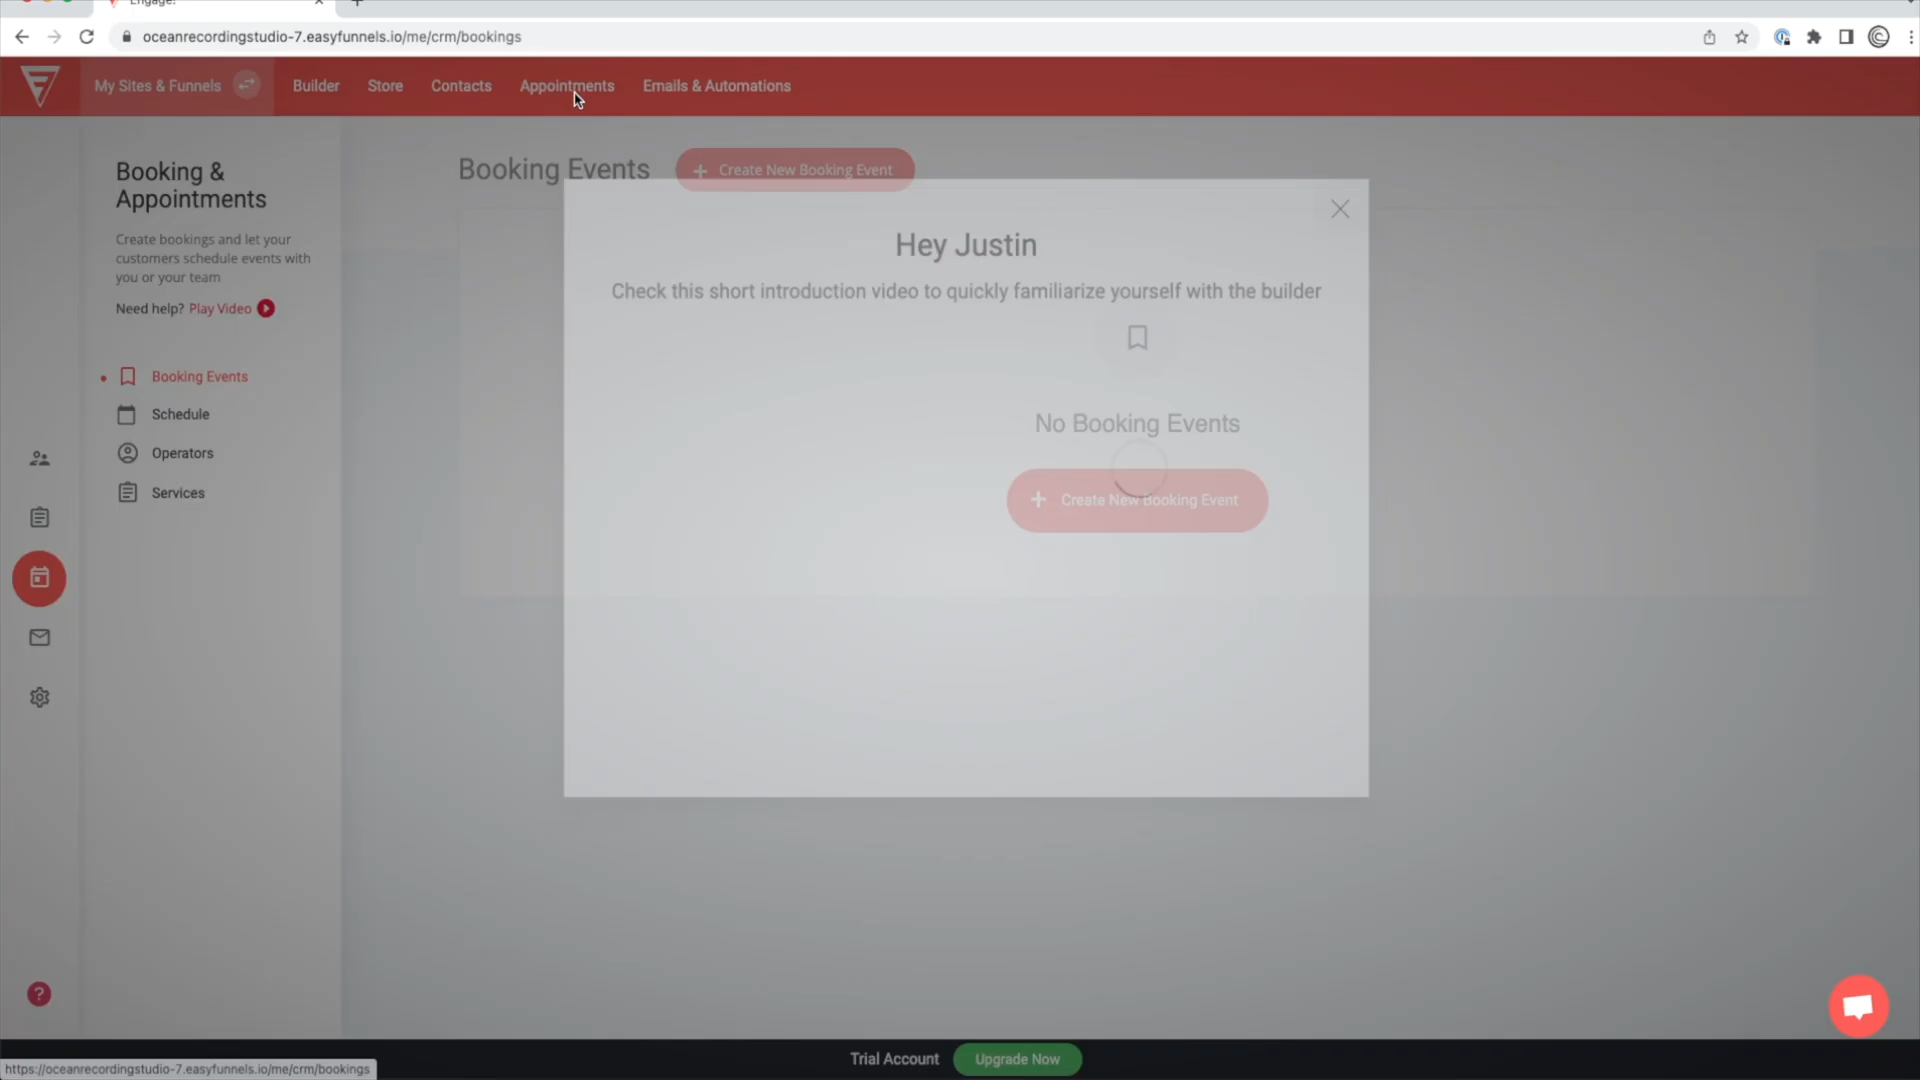 Engage!
oceanrecordingstudio-7.easyfunnels.io/me/crm/bookings
My Sites & Funnels
Builder
Store
Contacts
Appointments
Emails & Automations
Booking &
Appointments
Create bookings and let your
customers schedule events with
you or your team
Need help? Play Video
Booking Events
Schedule
Operators
Services
Booking Events
+ Create New Booking Event
Hey Justin
Check this short introduction video to quickly familiarize yourself with the builder
No Booking Events
+ Create New Booking Event
?
Trial Account
Upgrade Now
https://oceanrecordingstudio-7.easyfunnels.io/me/crm/bookings